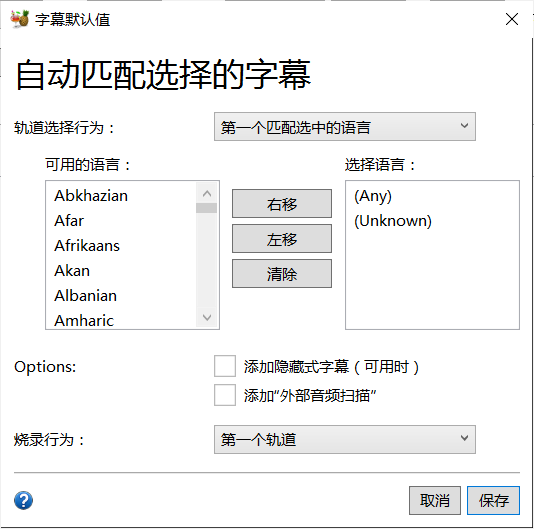 字幕默认值
自动匹配选择的字幕
轨道选择行为：
第一个匹配选中的语言
可用的语言：
选择语言：
Abkhazian
Afar
Afrikaans
Akan
Albanian
Amharic
右移
左移
清除
(Any)
(Unknown)
Options:
添加隐藏式字幕（可用时）
添加"外部音频扫描"
烧录行为：
第一个轨道
取消
保存